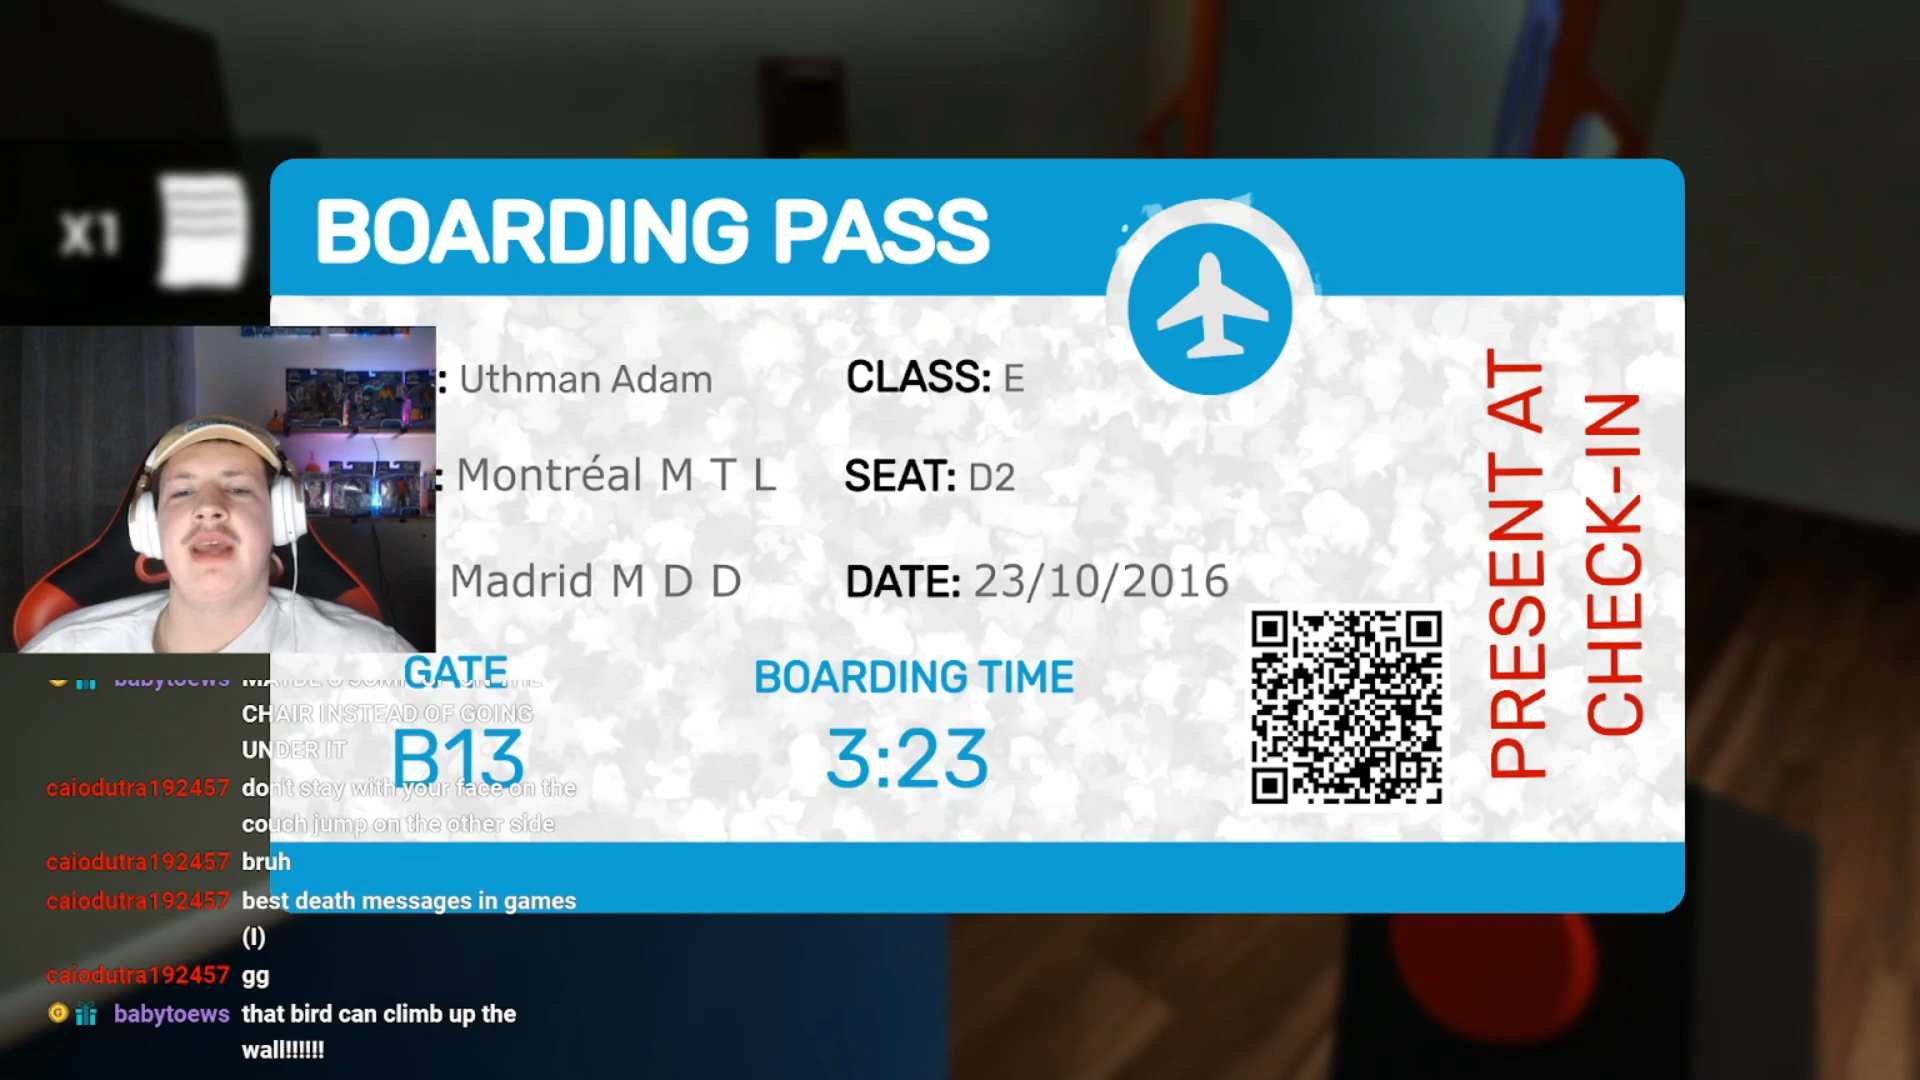 BOARDING PASS
X1
: Uthman Adam
CLASS: E
: Montréal M T L
SEAT: D2
Madrid M D D
DATE: 23/10/2016
PRESENT AT
CHECK-IN
GATE
B13
BOARDING TIME
3:23
babytoews
CHAIR INSTEAD OF GOING
UNDER IT
caiodutra192457 don't stay with your face on the
couch jump on the other side
caiodutra192457 bruh
caiodutra192457 best death messages in games
(I)
caiodutra192457 gg
babytoews that bird can climb up the
wall!!!!!!